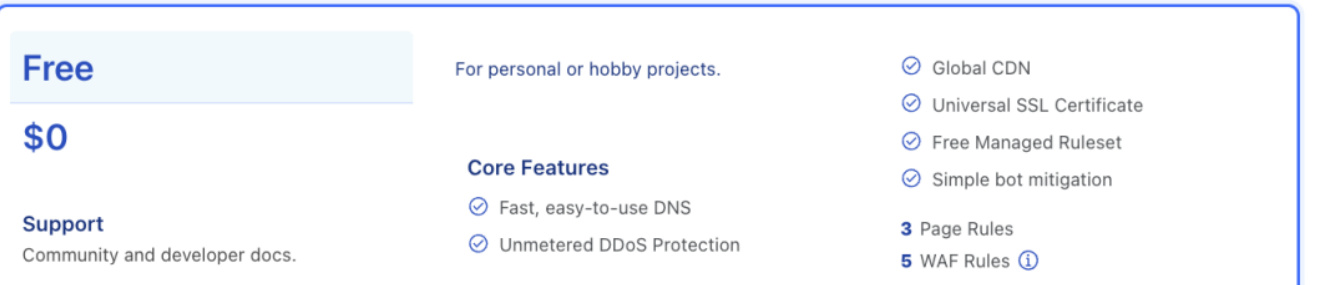 Free
$0
Support
Community and developer docs.
For personal or hobby projects.
Core Features
Fast, easy-to-use DNS
Unmetered DDoS Protection
Global CDN
Universal SSL Certificate
Free Managed Ruleset
Simple bot mitigation
3 Page Rules
5 WAF Rules